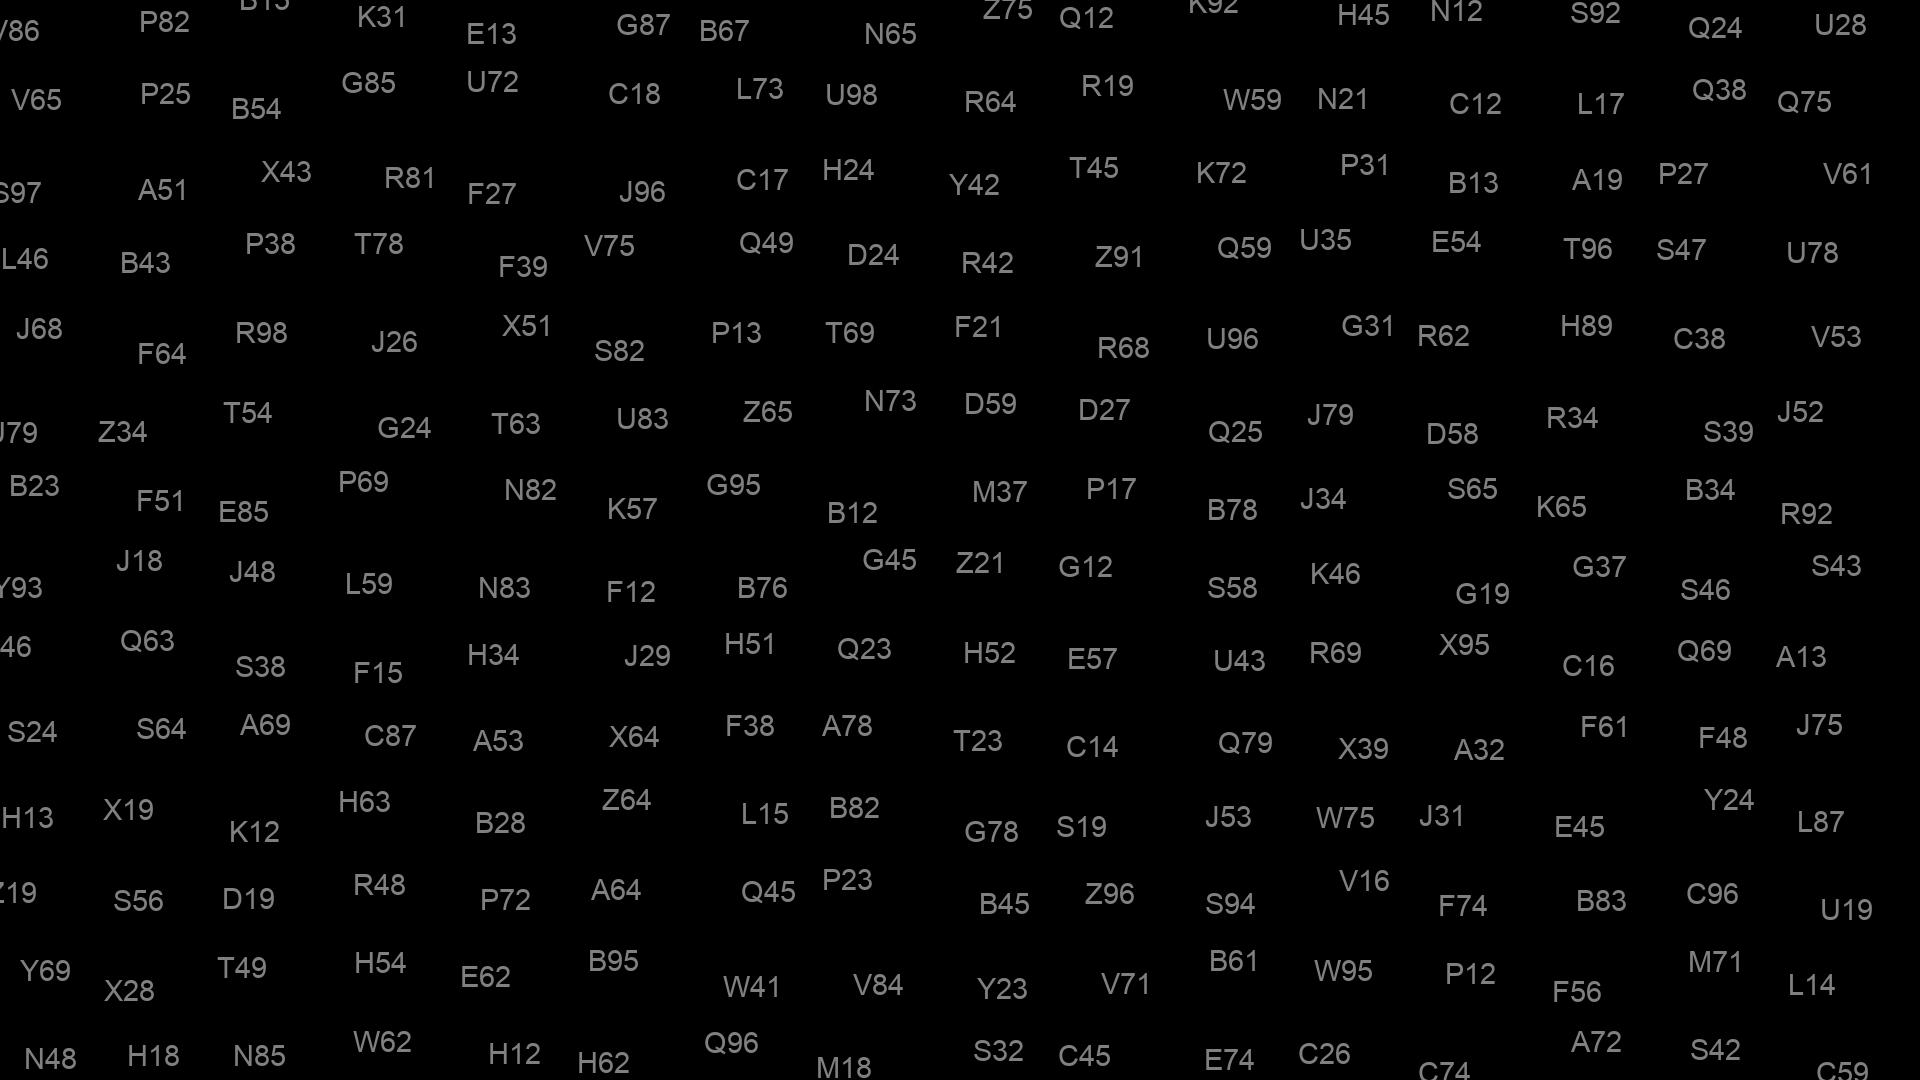 V86 P82 B15 K31 E13 G87 B67 N65 Z75 Q12 K92 H45 N12 S92 Q24 U28
V65 P25 B54 G85 U72 C18 L73 U98 R64 R19 W59 N21 C12 L17 Q38 Q75
S97 A51 X43 R81 F27 J96 C17 H24 Y42 T45 K72 P31 B13 A19 P27 V61
L46 B43 P38 T78 F39 V75 Q49 D24 R42 Z91 Q59 U35 E54 T96 S47 U78
J68 F64 R98 J26 X51 S82 P13 T69 F21 R68 U96 G31 R62 H89 C38 V53
Z34 T54 G24 T63 U83 Z65 N73 D59 D27 Q25 J79 D58 R34 S39 J52
B23 F51 E85 P69 N82 K57 G95 B12 M37 P17 B78 J34 S65 K65 B34 R92
Y93 J18 J48 L59 N83 F12 B76 G45 Z21 G12 S58 K46 G19 G37 S46 S43
46 Q63 S38 F15 H34 J29 H51 Q23 H52 E57 U43 R69 X95 C16 Q69 A13
S24 S64 A69 C87 A53 X64 F38 A78 T23 C14 Q79 X39 A32 F61 F48 J75
H13 X19 K12 H63 B28 Z64 L15 B82 G78 S19 J53 W75 J31 E45 Y24 L87
Z19 S56 D19 R48 P72 A64 Q45 P23 B45 Z96 S94 V16 F74 B83 C96 U19
Y69 X28 T49 H54 E62 B95 W41 V84 Y23 V71 B61 W95 P12 F56 M71 L14
N48 H18 N85 W62 H12 H62 Q96 M18 S32 C45 E74 C26 C74 A72 S42 C59